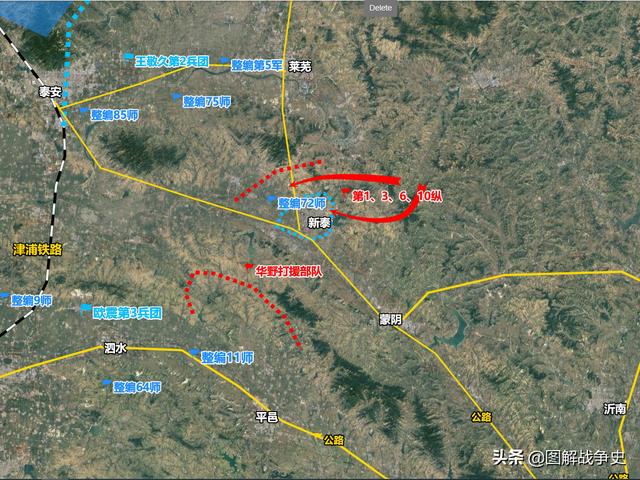 Delete
王敬久第2兵团
整编第5军
莱芜
泰安
整编75师
整编85师
第1、3、6、10纵
整编72师
新泰
津浦铁路
华野打援部队
整编9师
欧震第3兵团
蒙阴
泗水
整编11师
整编64师
平邑
沂南
公路
公路
头条 @图解战争史
公路